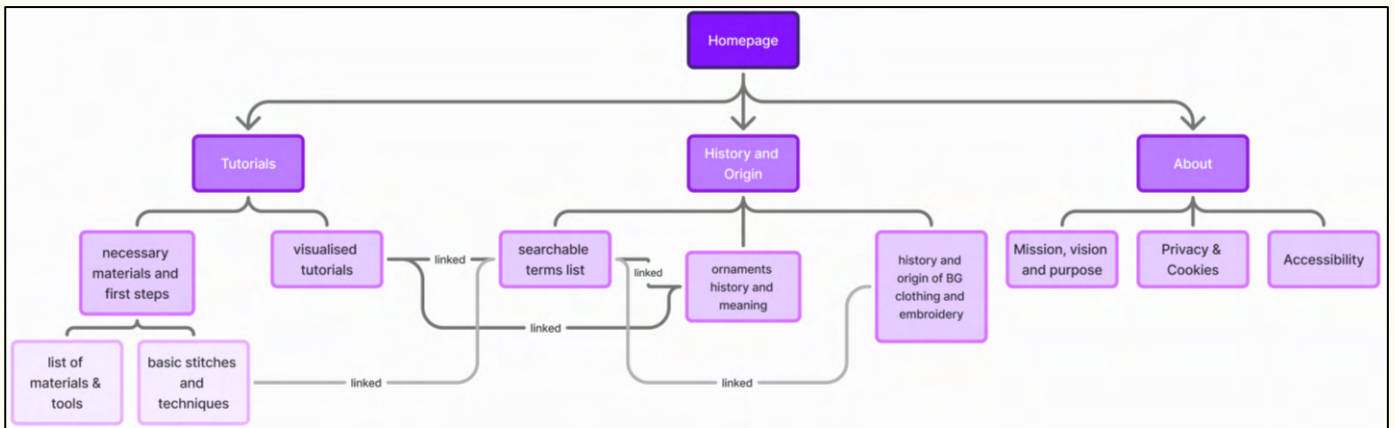 Homepage
Tutorials
History and
Origin
About
necessary
materials and
first steps
visualised
tutorials
linked
searchable
terms list
linked
ornaments
history and
meaning
history and
origin of BG
clothing and
embroidery
Mission, vision
and purpose
Privacy &
Cookies
Accessibility
linked
list of
materials &
tools
basic stitches
and
techniques
linked
linked